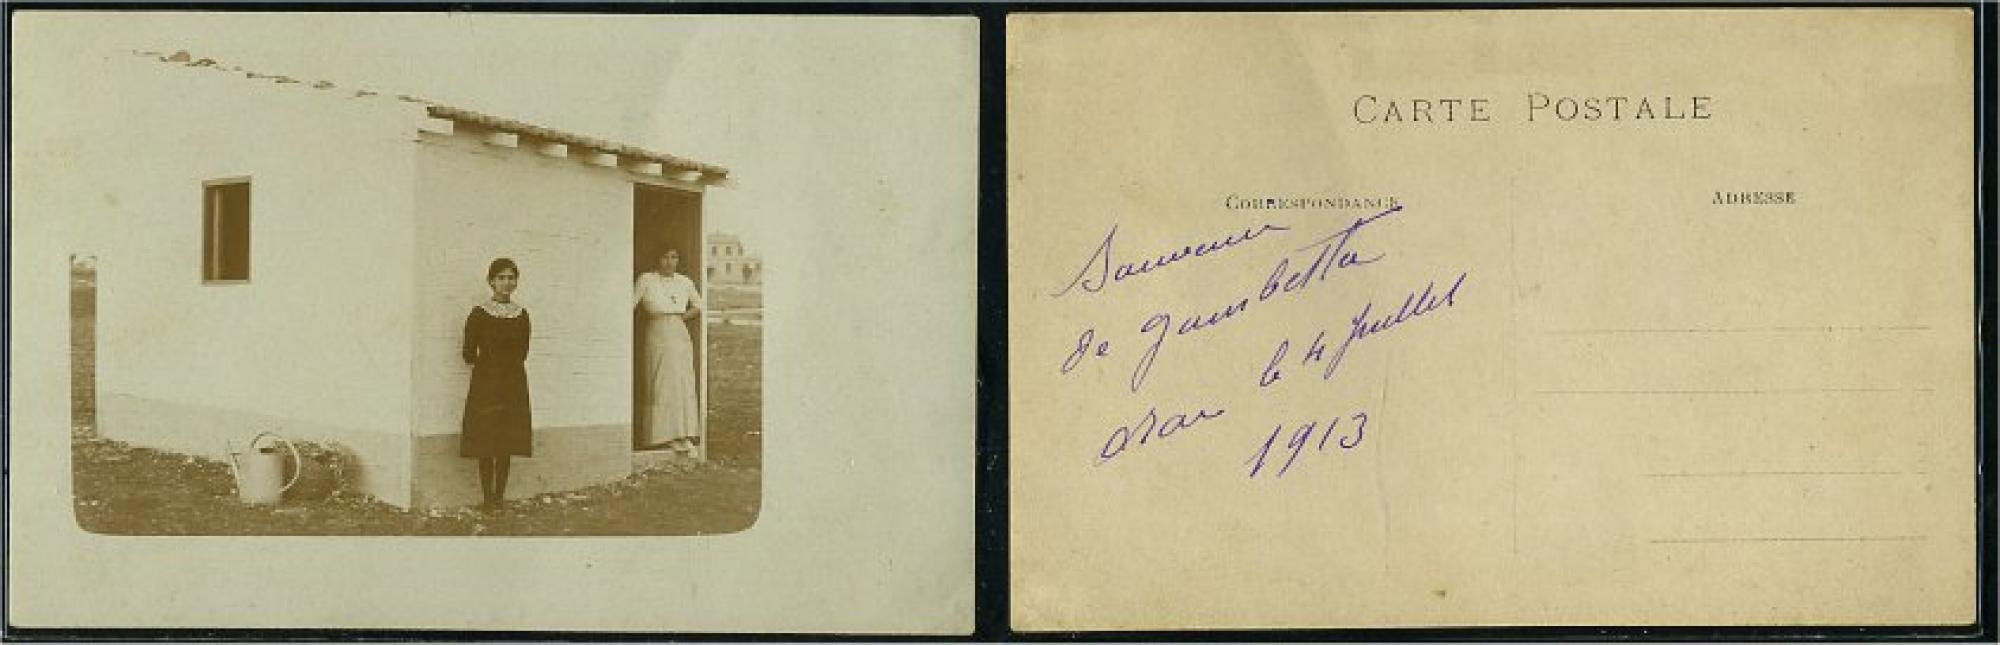 CARTE POSTALE
CORRESPONDANCE
ADRESSE
Souvenir
de Gambetta
Oran le 4 Juillet
1913